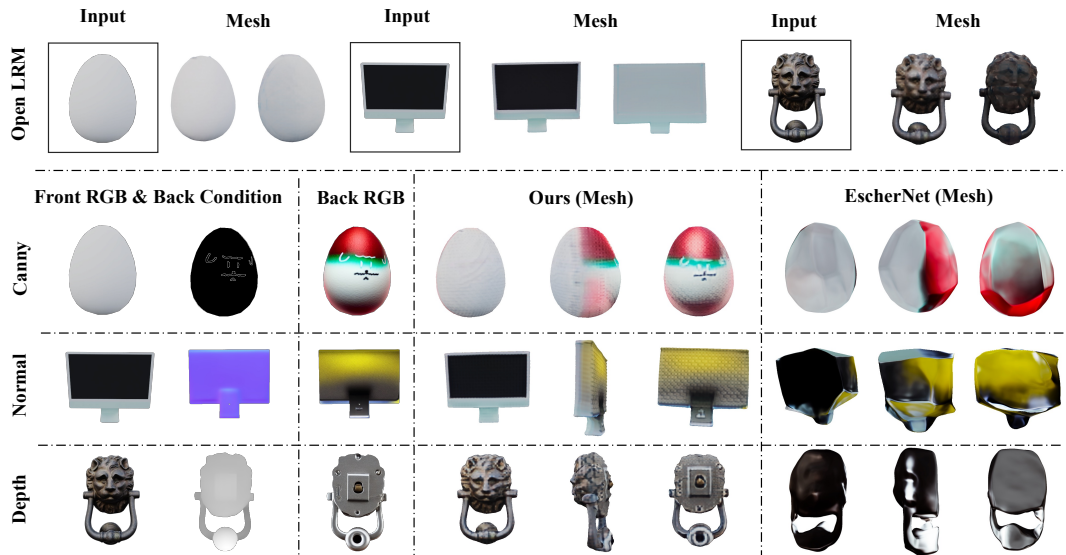 Input
Mesh
Input
Mesh
Input
Mesh
Open LRM
Front RGB & Back Condition
Back RGB
Ours (Mesh)
EscherNet (Mesh)
Canny
Normal
Depth